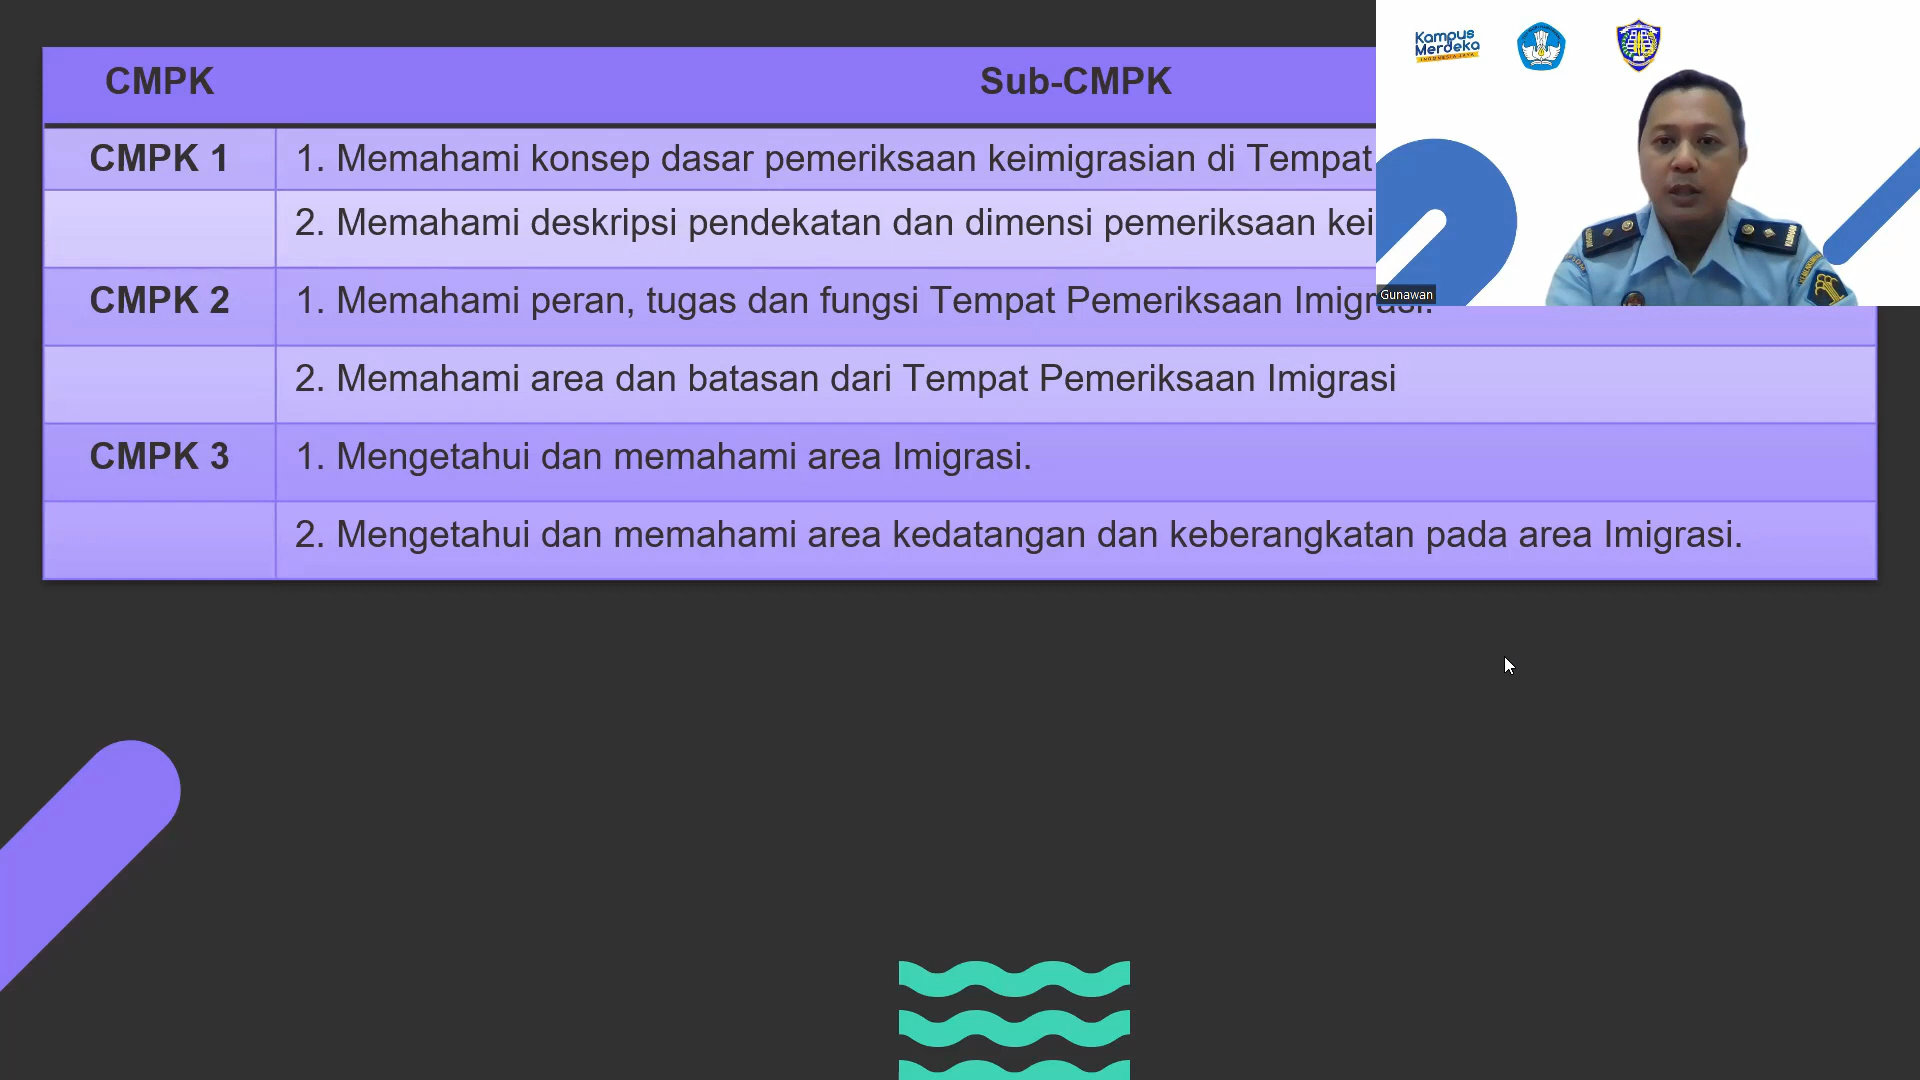 CMPK
Sub-CMPK
CMPK 1
1. Memahami konsep dasar pemeriksaan keimigrasian di Tempat
2. Memahami deskripsi pendekatan dan dimensi pemeriksaan kei
CMPK 2
1. Memahami peran, tugas dan fungsi Tempat Pemeriksaan Imigrasi.
2. Memahami area dan batasan dari Tempat Pemeriksaan Imigrasi
CMPK 3
1. Mengetahui dan memahami area Imigrasi.
2. Mengetahui dan memahami area kedatangan dan keberangkatan pada area Imigrasi.
Kampus
Merdeka
INDONESIA JAYA
Gunawan